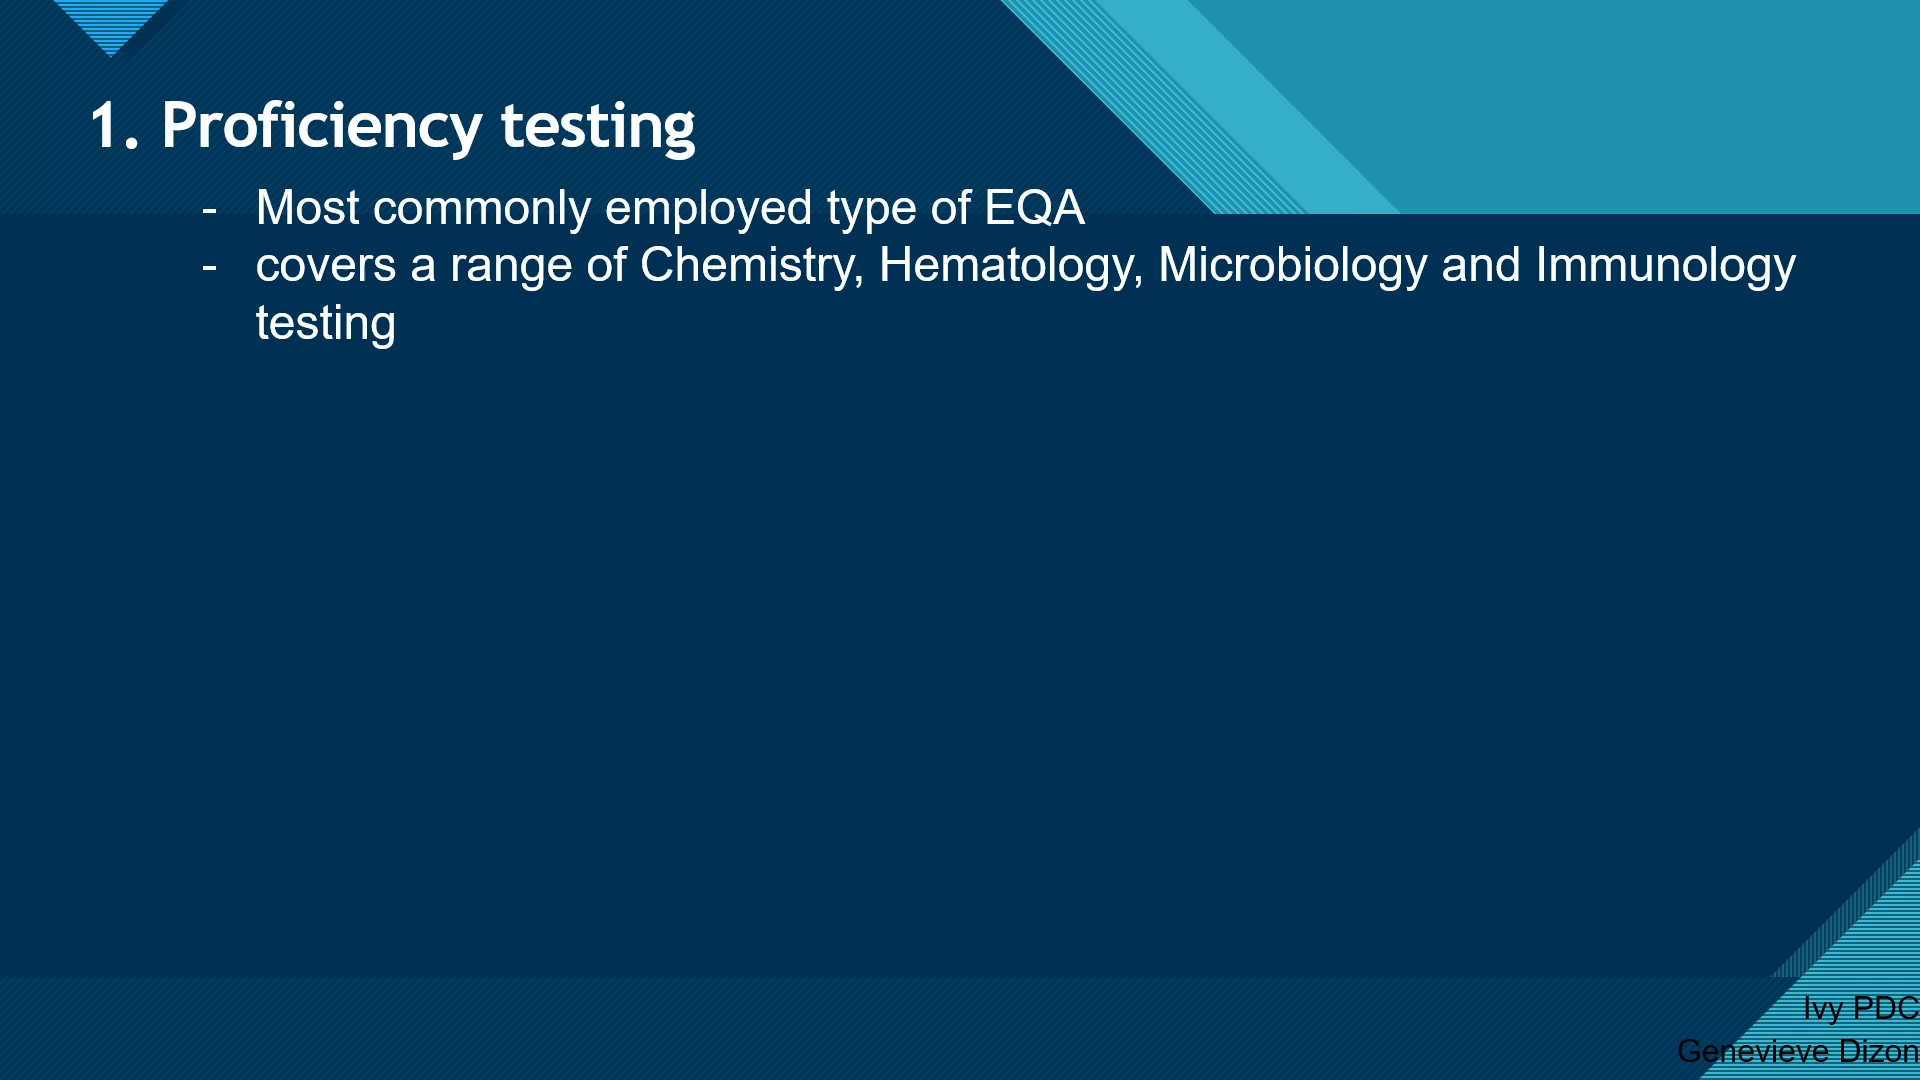 1. Proficiency testing
- Most commonly employed type of EQA
- covers a range of Chemistry, Hematology, Microbiology and Immunology
testing
Ivy PDC
Genevieve Dizon